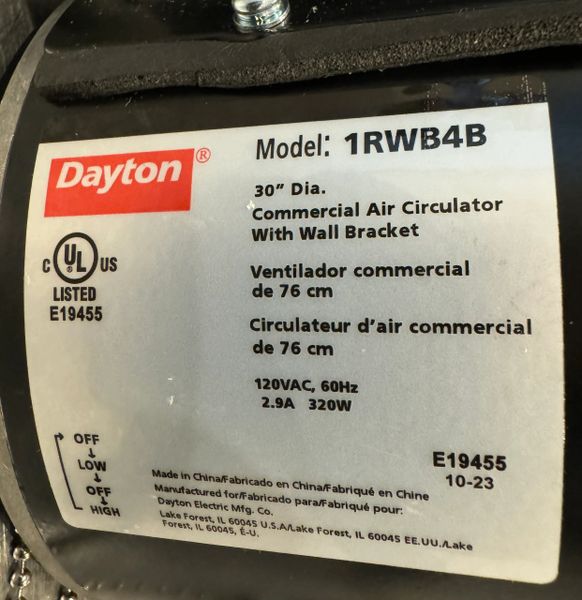 Dayton®
Model: 1RWB4B
30" Dia.
Commercial Air Circulator
With Wall Bracket
Ventilador commercial
de 76 cm
Circulateur d'air commercial
de 76 cm
120VAC, 60Hz
2.9A 320W
C UL US
LISTED
E19455
OFF
LOW
OFF
HIGH
Made in China/Fabricado en China/Fabriqué en Chine
Manufactured for/Fabricado para/Fabriqué pour:
Dayton Electric Mfg. Co.
Lake Forest, IL 60045 U.S.A/Lake Forest, IL 60045 EE.UU./Lake
Forest, IL 60045, É-U.
E19455
10-23